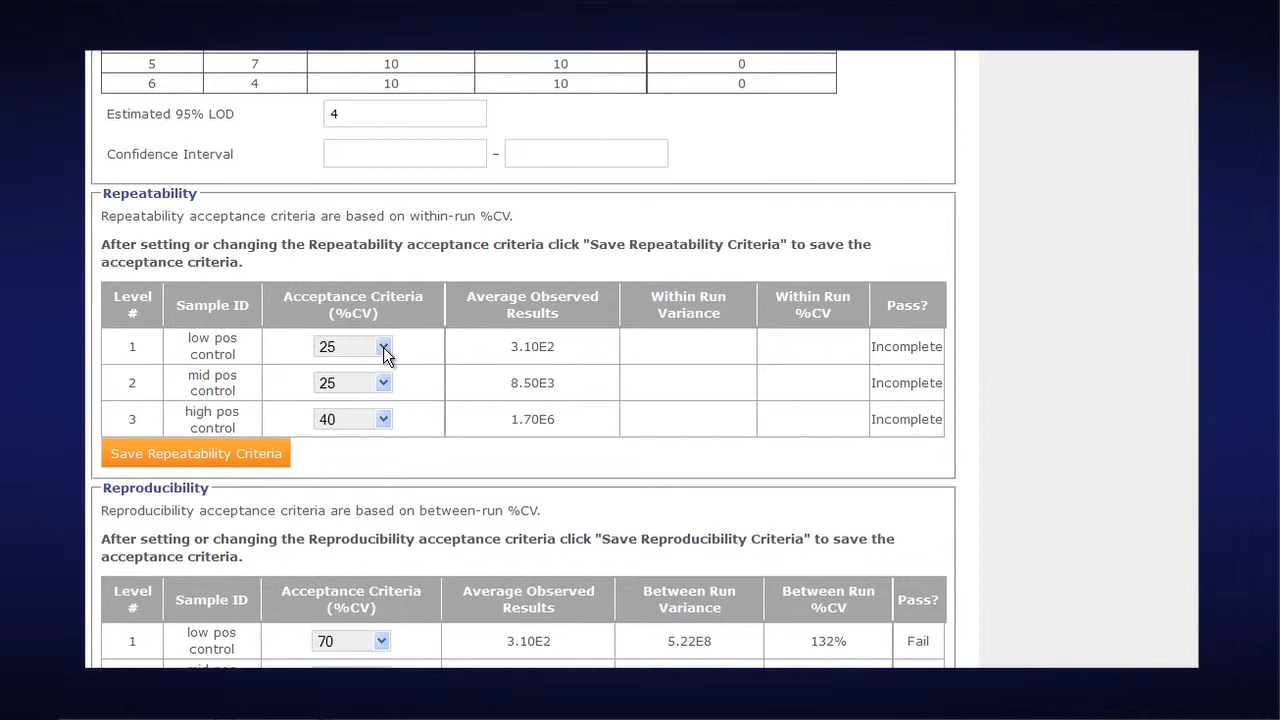 5 7 10 10 0
6 4 10 10 0
Estimated 95% LOD 4
Confidence Interval –
Repeatability
Repeatability acceptance criteria are based on within-run %CV.
After setting or changing the Repeatability acceptance criteria click "Save Repeatability Criteria" to save the
acceptance criteria.
Level # Sample ID Acceptance Criteria (%CV) Average Observed Results Within Run Variance Within Run %CV Pass?
1 low pos control 25 3.10E2 Incomplete
2 mid pos control 25 8.50E3 Incomplete
3 high pos control 40 1.70E6 Incomplete
Save Repeatability Criteria
Reproducibility
Reproducibility acceptance criteria are based on between-run %CV.
After setting or changing the Reproducibility acceptance criteria click "Save Reproducibility Criteria" to save the
acceptance criteria.
Level # Sample ID Acceptance Criteria (%CV) Average Observed Results Between Run Variance Between Run %CV Pass?
1 low pos control 70 3.10E2 5.22E8 132% Fail